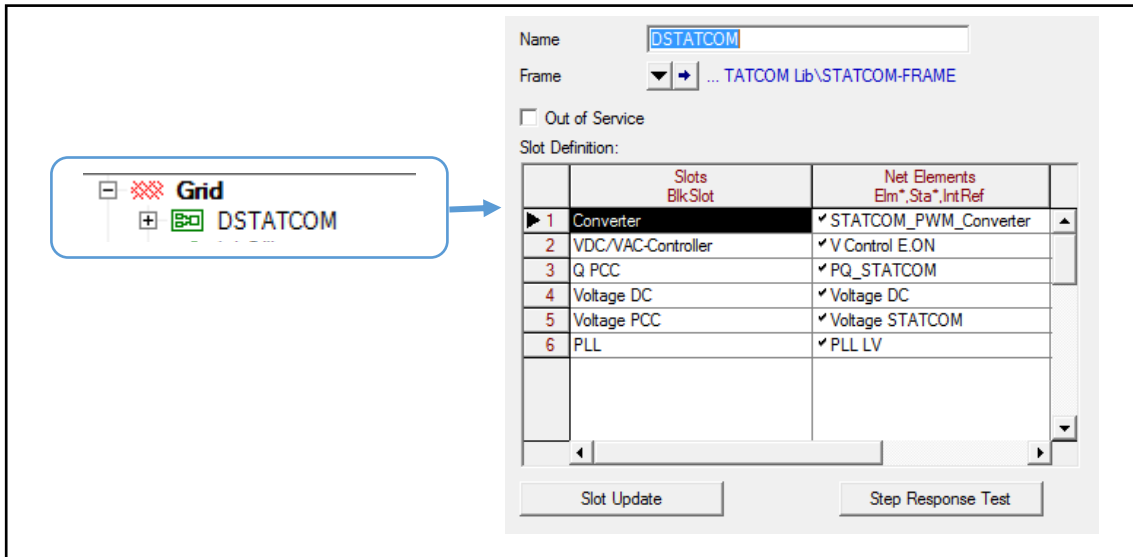 Name DSTATCOM
Frame ... TATCOM Lib\STATCOM-FRAME
Out of Service
Slot Definition:
Grid
DSTATCOM
Slots Net Elements
BlkSlot Elm*,Sta*,IntRef
1 Converter STATCOM_PWM_Converter
2 VDC/VAC-Controller V Control E.ON
3 Q PCC PQ_STATCOM
4 Voltage DC Voltage DC
5 Voltage PCC Voltage STATCOM
6 PLL PLL LV
Slot Update Step Response Test